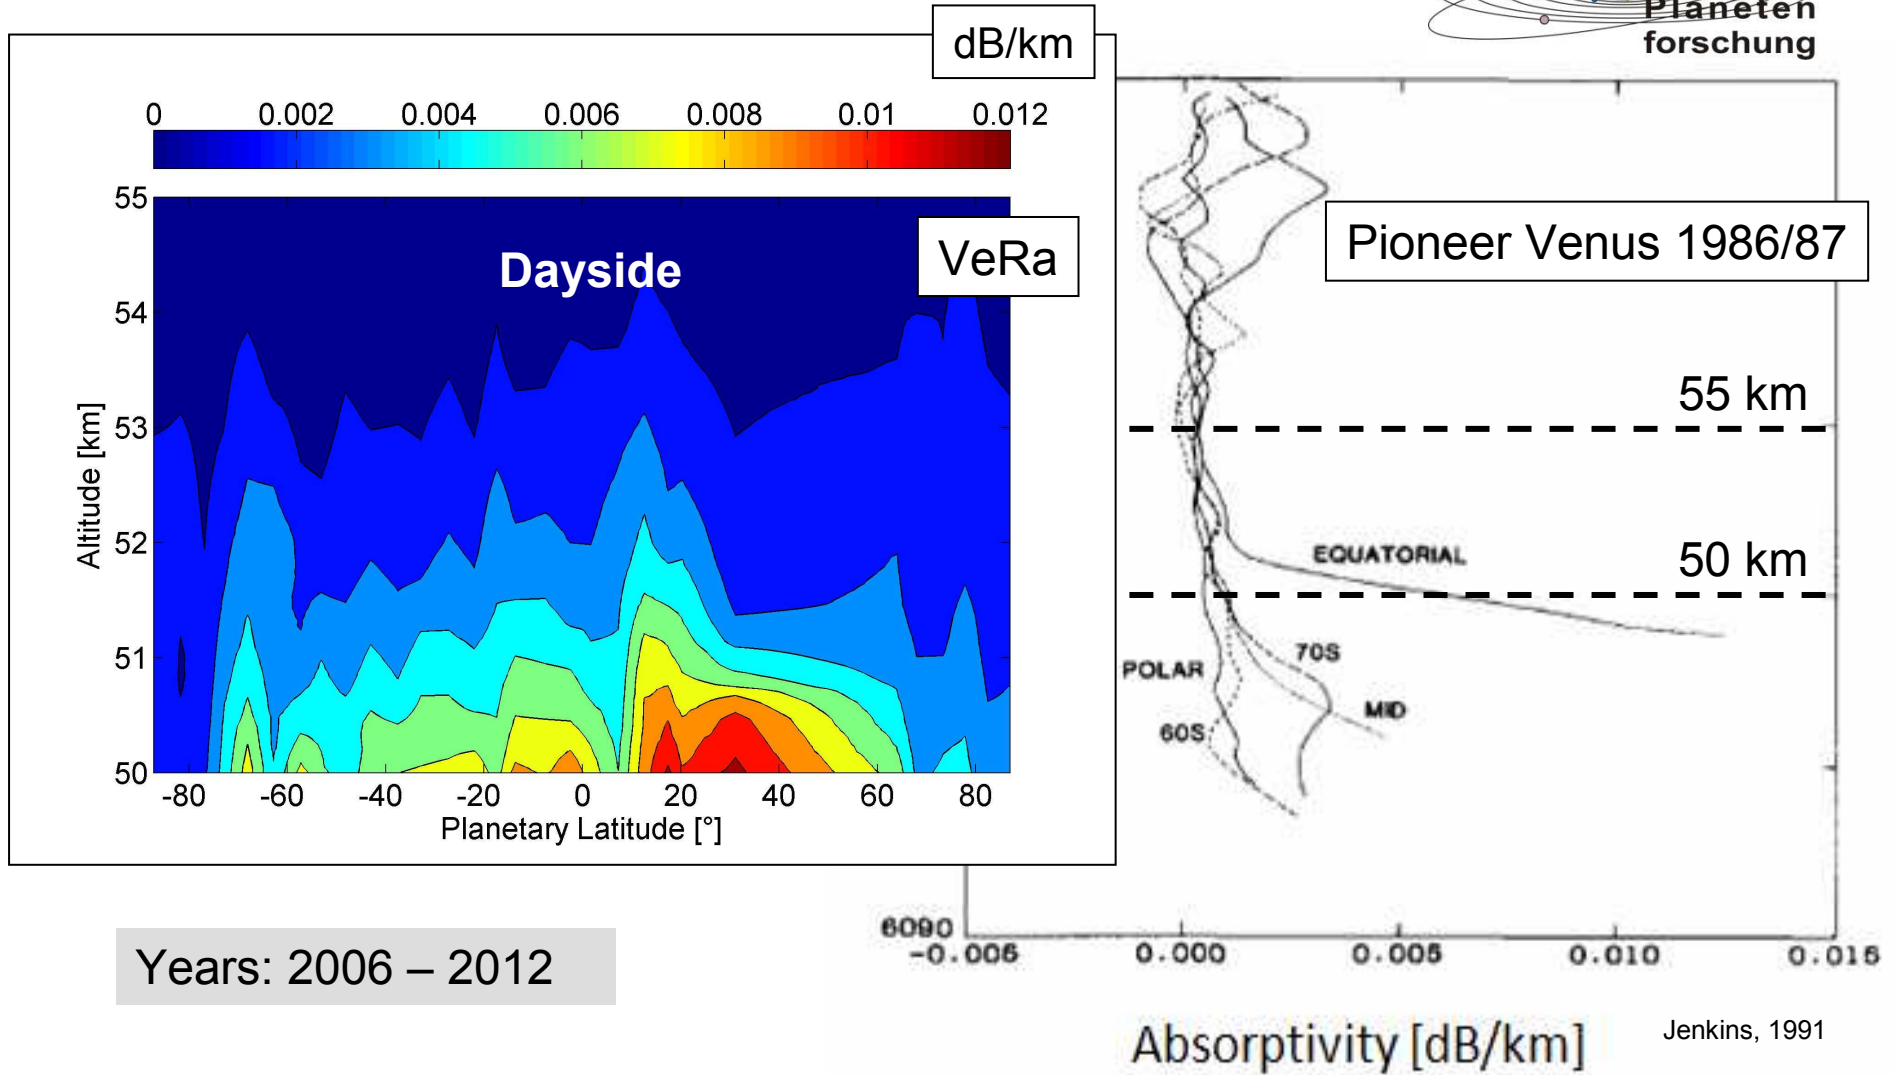 Planeten
forschung
dB/km
0 0.002 0.004 0.006 0.008 0.01 0.012
55
54
53
52
51
50
Altitude [km]
Dayside
VeRa
-80 -60 -40 -20 0 20 40 60 80
Planetary Latitude [°]
Pioneer Venus 1986/87
55 km
50 km
EQUATORIAL
70S
POLAR
MID
60S
6090
-0.005 0.000 0.005 0.010 0.015
Absorptivity [dB/km]
Jenkins, 1991
Years: 2006 – 2012